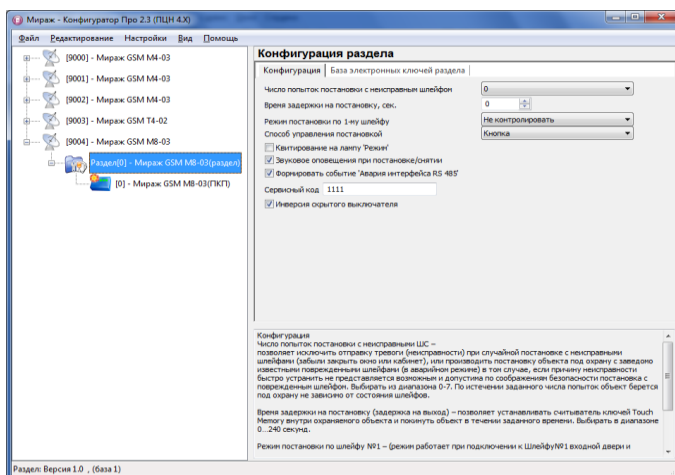 Мираж - Конфигуратор Про 2.3 (ПЦН 4.X)
Файл Редактирование Настройки Вид Помощь
[9000] - Мираж GSM M4-03
[9001] - Мираж GSM M4-03
[9002] - Мираж GSM M4-03
[9003] - Мираж GSM T4-02
[9004] - Мираж GSM M8-03
Раздел[0] - Мираж GSM M8-03(раздел)
[0] - Мираж GSM M8-03(ПКП)
Конфигурация раздела
Конфигурация База электронных ключей раздела
Число попыток постановки с неисправным шлейфом 0
Время задержки на постановку, сек. 0
Режим постановки по 1-му шлейфу Не контролировать
Способ управления постановкой Кнопка
Квитирование на лампу 'Режим'
Звуковое оповещения при постановке/снятии
Формировать событие 'Авария интерфейса RS 485'
Сервисный код 1111
Инверсия скрытого выключателя
Конфигурация
Число попыток постановки с неисправными ШС –
позволяет исключить отправку тревоги (неисправности) при случайной постановке с неисправными
шлейфами (забыли закрыть окно или кабинет), или производить постановку объекта под охрану с заведомо
известными поврежденными шлейфами (в аварийном режиме) в том случае, если причину неисправности
быстро устранить не представляется возможным и допустима по соображениям безопасности постановка с
поврежденным шлейфом. Выбирать из диапазона 0-7. По истечении заданного числа попыток объект берется
под охрану не зависимо от состояния шлейфов.
Время задержки на постановку (задержка на выход) – позволяет устанавливать считыватель ключей Touch
Memory внутри охраняемого объекта и покинуть объект в течении заданного времени. Выбирать в диапазоне
0...240 секунд.
Режим постановки по шлейфу №1 – (режим работает при подключении к Шлейфу№1 входной двери и
Раздел: Версия 1.0 , (база 1)